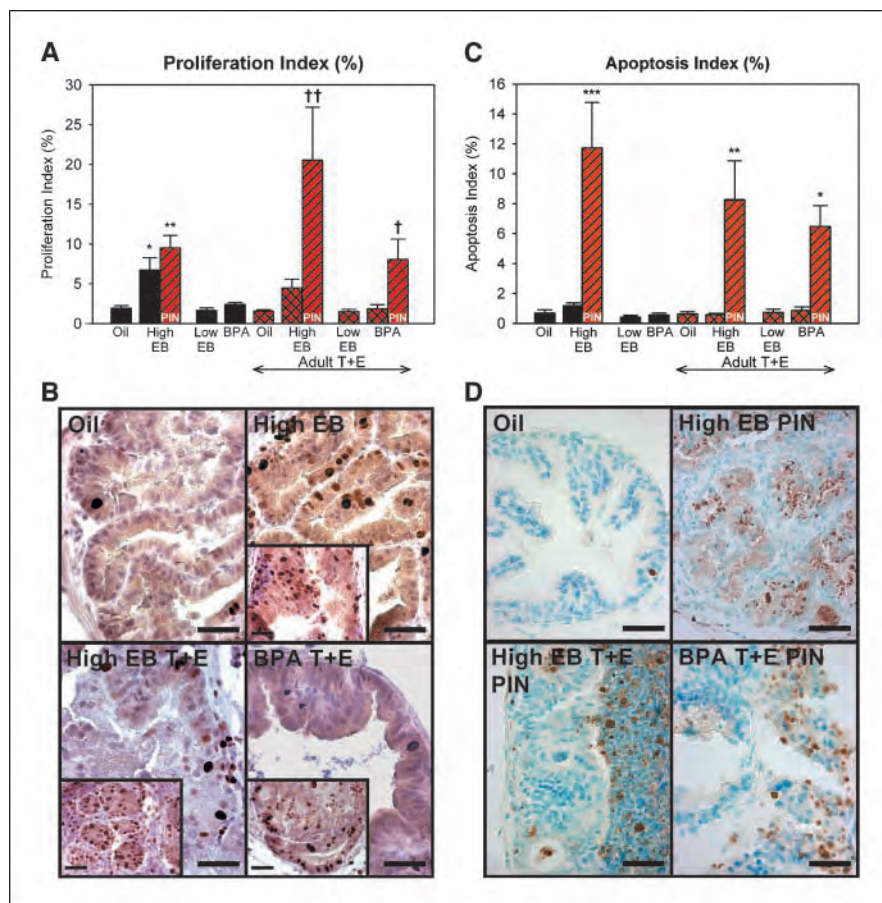 A
Proliferation Index (%)
Proliferation Index (%)
30
25
20
15
10
5
0
*
**
††
†
PIN
PIN
PIN
Oil High EB Low EB BPA Oil High EB Low EB BPA
Adult T+E
C
Apoptosis Index (%)
Apoptosis Index (%)
16
14
12
10
8
6
4
2
0
***
**
*
PIN
PIN
PIN
Oil High EB Low EB BPA Oil High EB Low EB BPA
Adult T+E
B
Oil
High EB
High EB T+E
BPA T+E
D
Oil
High EB PIN
High EB T+E
PIN
BPA T+E PIN